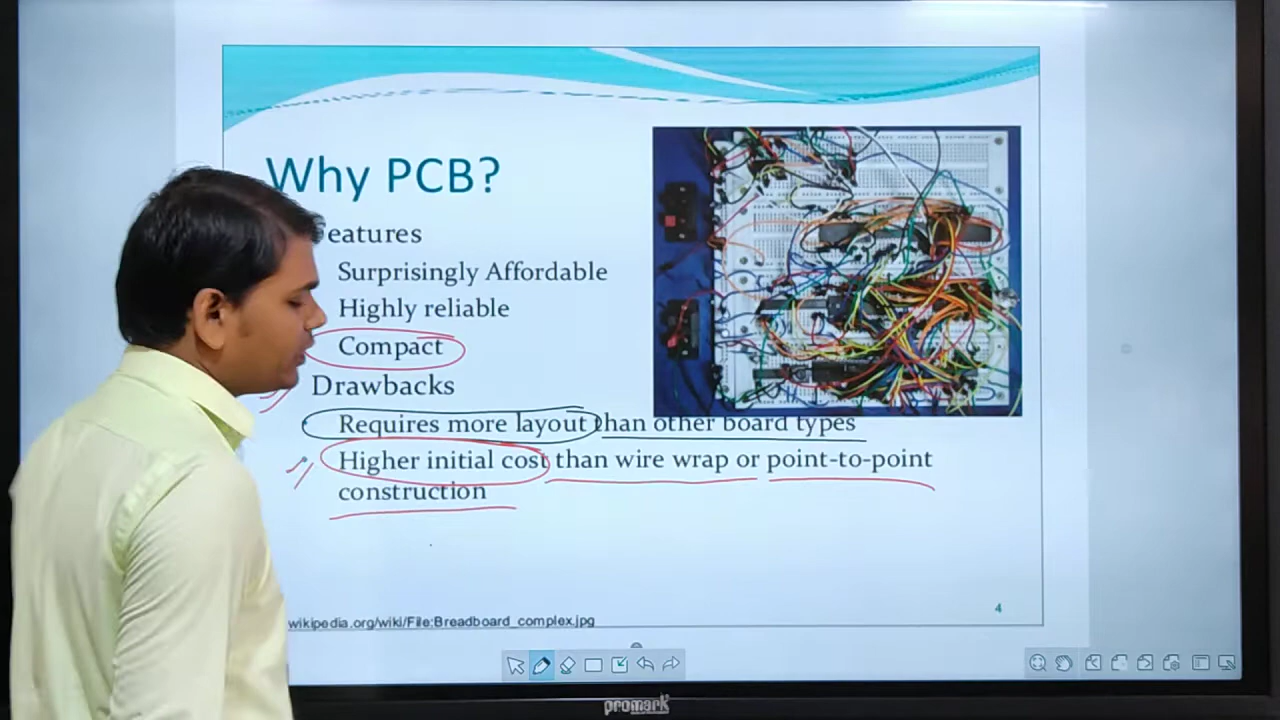 Why PCB?
Features
Surprisingly Affordable
Highly reliable
Compact
Drawbacks
Requires more layout than other board types
Higher initial cost than wire wrap or point-to-point
construction
4
wikipedia.org/wiki/File:Breadboard_complex.jpg
promark